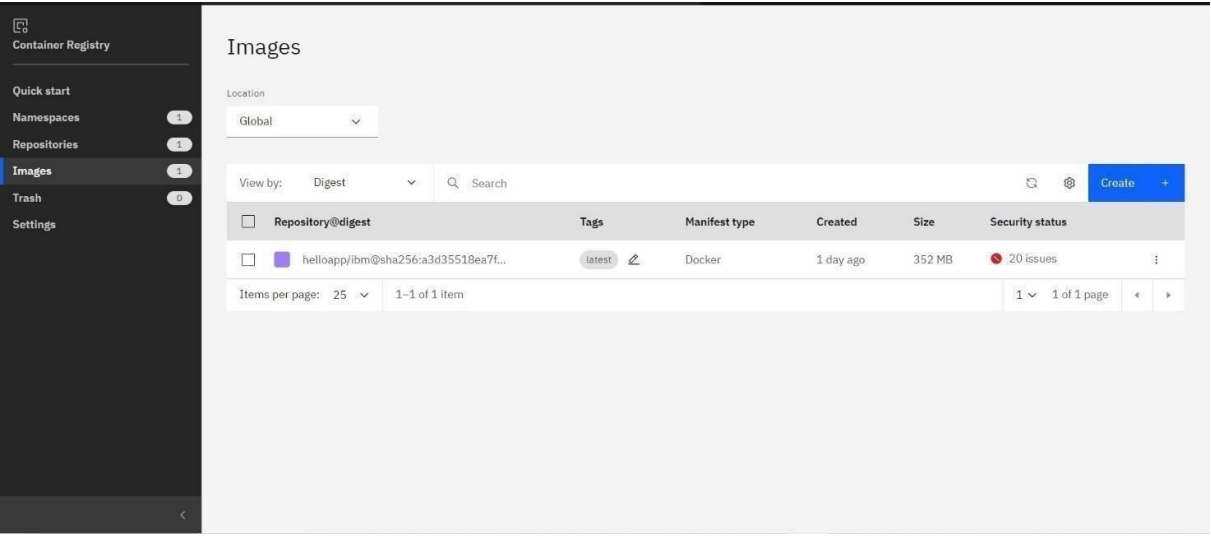 Container Registry
Quick start
Namespaces 1
Repositories 1
Images 1
Trash 0
Settings
Images
Location
Global
View by: Digest Search Create +
Repository@digest Tags Manifest type Created Size Security status
helloapp/ibm@sha256:a3d35518ea7f... latest Docker 1 day ago 352 MB 20 issues
Items per page: 25 1–1 of 1 item 1 1 of 1 page